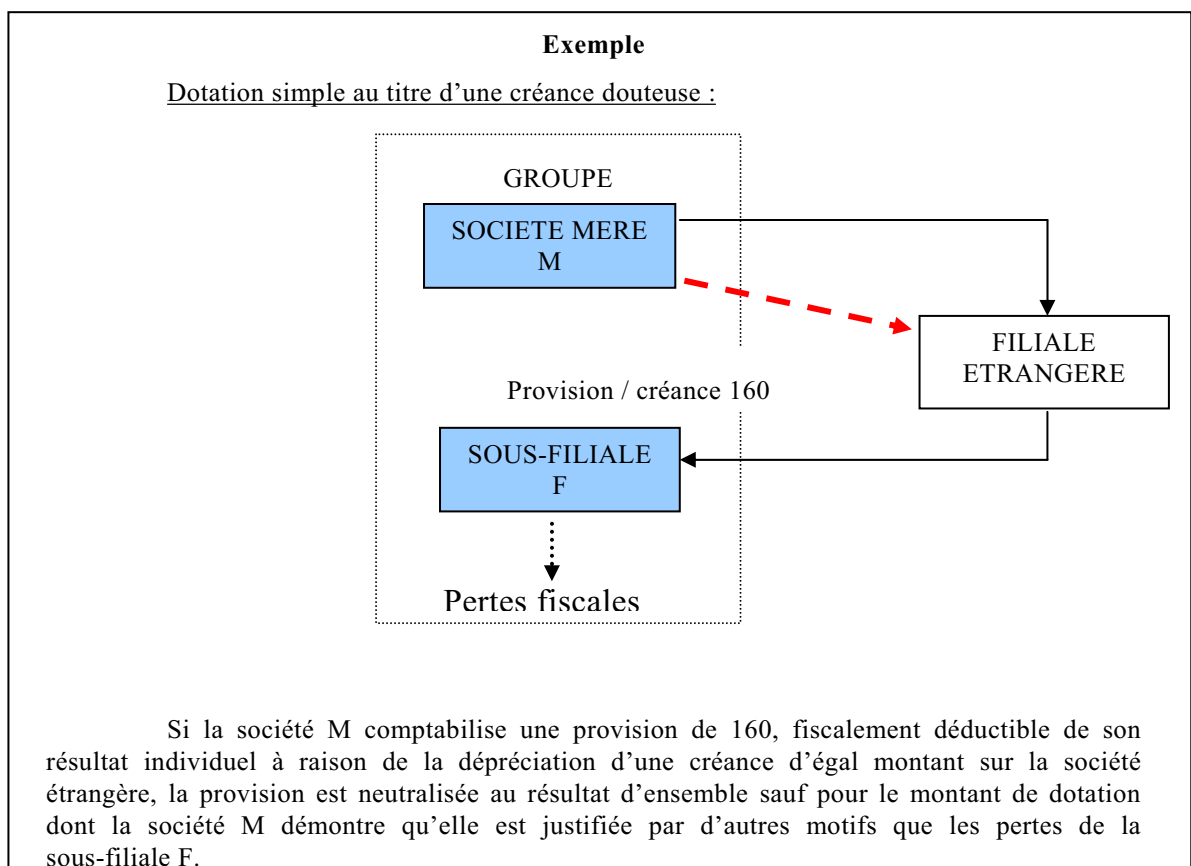 Exemple
Dotation simple au titre d’une créance douteuse :
GROUPE
SOCIETE MERE
M
FILIALE
ETRANGERE
Provision / créance 160
SOUS-FILIALE
F
Pertes fiscales
Si la société M comptabilise une provision de 160, fiscalement déductible de son
résultat individuel à raison de la dépréciation d’une créance d’égal montant sur la société
étrangère, la provision est neutralisée au résultat d’ensemble sauf pour le montant de dotation
dont la société M démontre qu’elle est justifiée par d’autres motifs que les pertes de la
sous-filiale F.